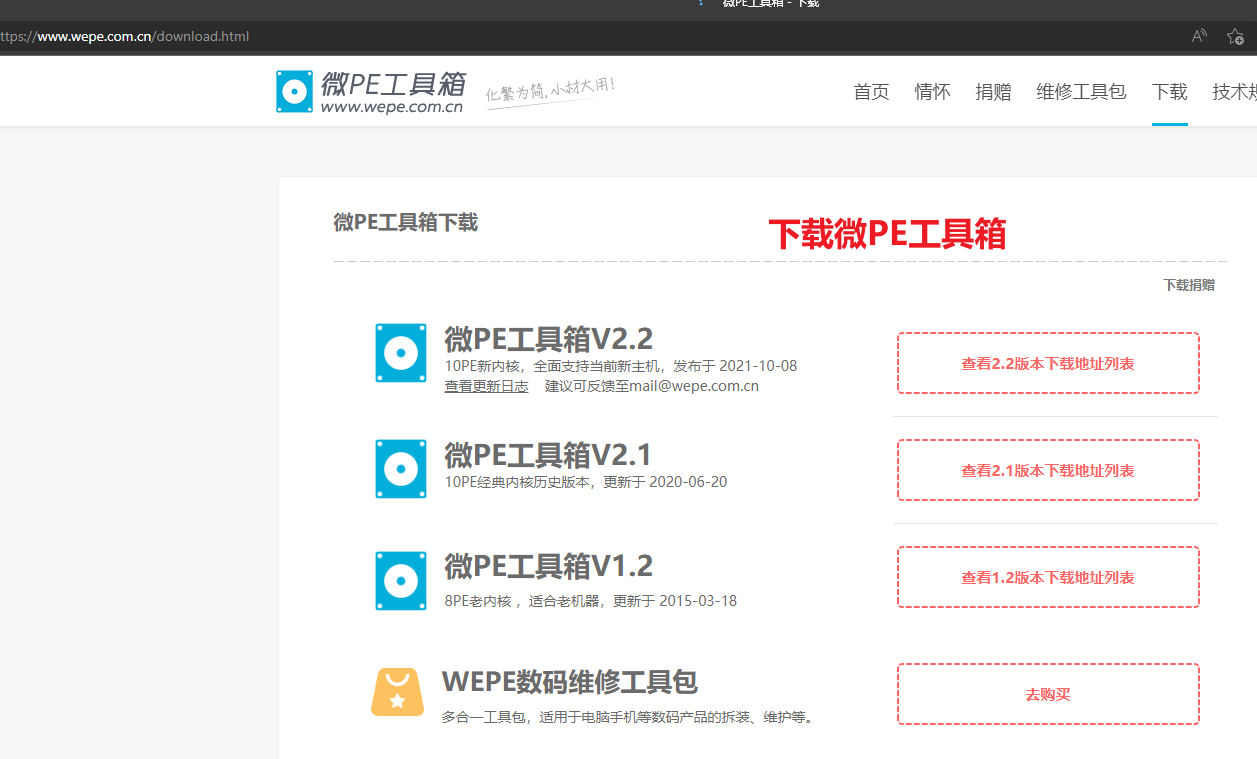 微PE工具箱 - 下载
ttps://www.wepe.com.cn/download.html
微PE工具箱
www.wepe.com.cn
化繁为简,小材大用!
首页 情怀 捐赠 维修工具包 下载 技术规
微PE工具箱下载
下载微PE工具箱
下载捐赠
微PE工具箱V2.2
10PE新内核，全面支持当前新主机，发布于 2021-10-08
查看更新日志 建议可反馈至mail@wepe.com.cn
查看2.2版本下载地址列表
微PE工具箱V2.1
10PE经典内核历史版本，更新于 2020-06-20
查看2.1版本下载地址列表
微PE工具箱V1.2
8PE老内核 ，适合老机器，更新于 2015-03-18
查看1.2版本下载地址列表
WEPE数码维修工具包
多合一工具包，适用于电脑手机等数码产品的拆装、维护等。
去购买